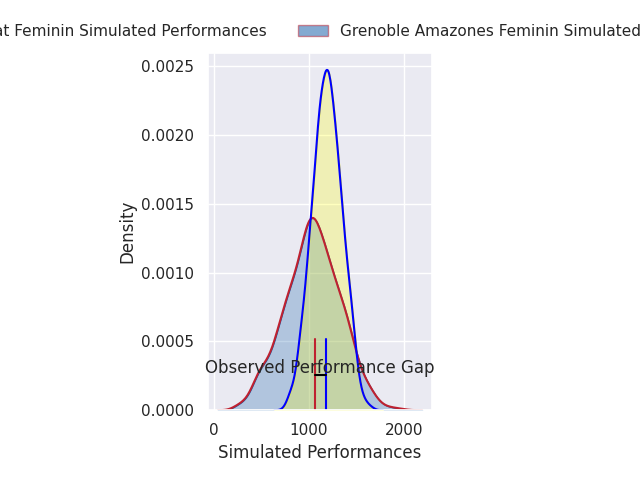 at Feminin Simulated Performances
Grenoble Amazones Feminin Simulated
0.0025
0.0020
0.0015
0.0010
0.0005
0.0000
Density
Observed Performance Gap
0
1000
2000
Simulated Performances